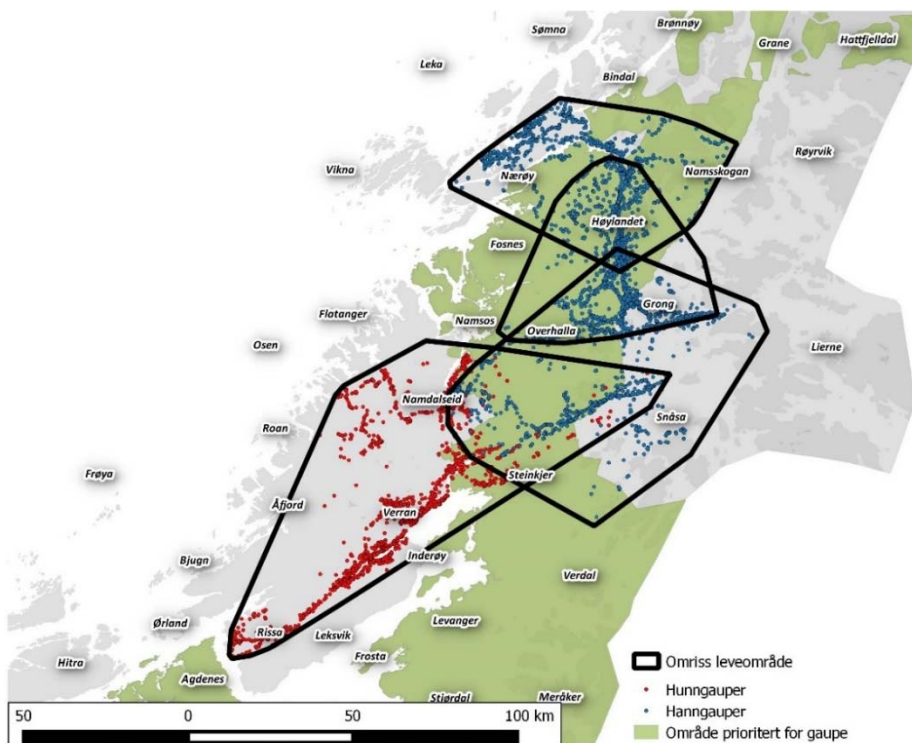 Brønnøy
Sømna
Grane
Hattfjelldal
Leka
Bindal
Røyrvik
Vikna
Nærøy
Namsskogan
Høylandet
Fosnes
Grong
Flatanger
Namsos
Overhalla
Osen
Lierne
Namdalseid
Snåsa
Roan
Frøya
Steinkjer
Åfjord
Verran
Inderøy
Bjugn
Verdal
Ørland
Levanger
Rissa
Leksvik
Hitra
Frosta
Agdenes
Stjørdal
Meråker
Omriss leveområde
Hunngauper
Hanngauper
Område prioritert for gaupe
50 0 50 100 km